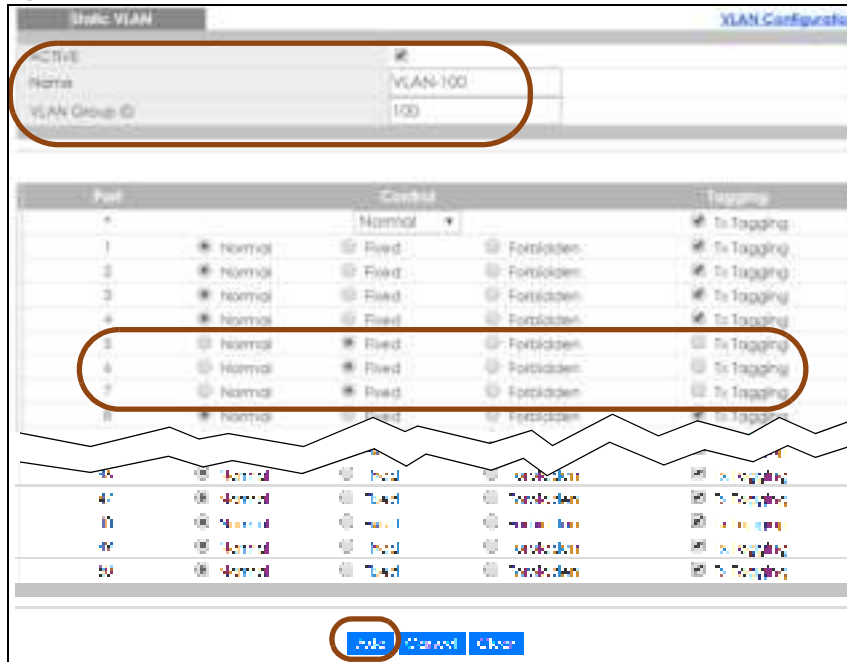 Static VLAN VLAN Configuratio
ACTIVE
Name VLAN-100
VLAN Group ID 100
Port Control Tagging
* Normal Tx Tagging
1 Normal Fixed Forbidden Tx Tagging
2 Normal Fixed Forbidden Tx Tagging
3 Normal Fixed Forbidden Tx Tagging
4 Normal Fixed Forbidden Tx Tagging
5 Normal Fixed Forbidden Tx Tagging
6 Normal Fixed Forbidden Tx Tagging
7 Normal Fixed Forbidden Tx Tagging
8 Normal Fixed Forbidden Tx Tagging
Normal Fixed Forbidden Tx Tagging
47 Normal Fixed Forbidden Tx Tagging
Normal
Normal Fixed Forbidden Tx Tagging
50 Normal Fixed Forbidden Tx Tagging
Add Cancel Clear